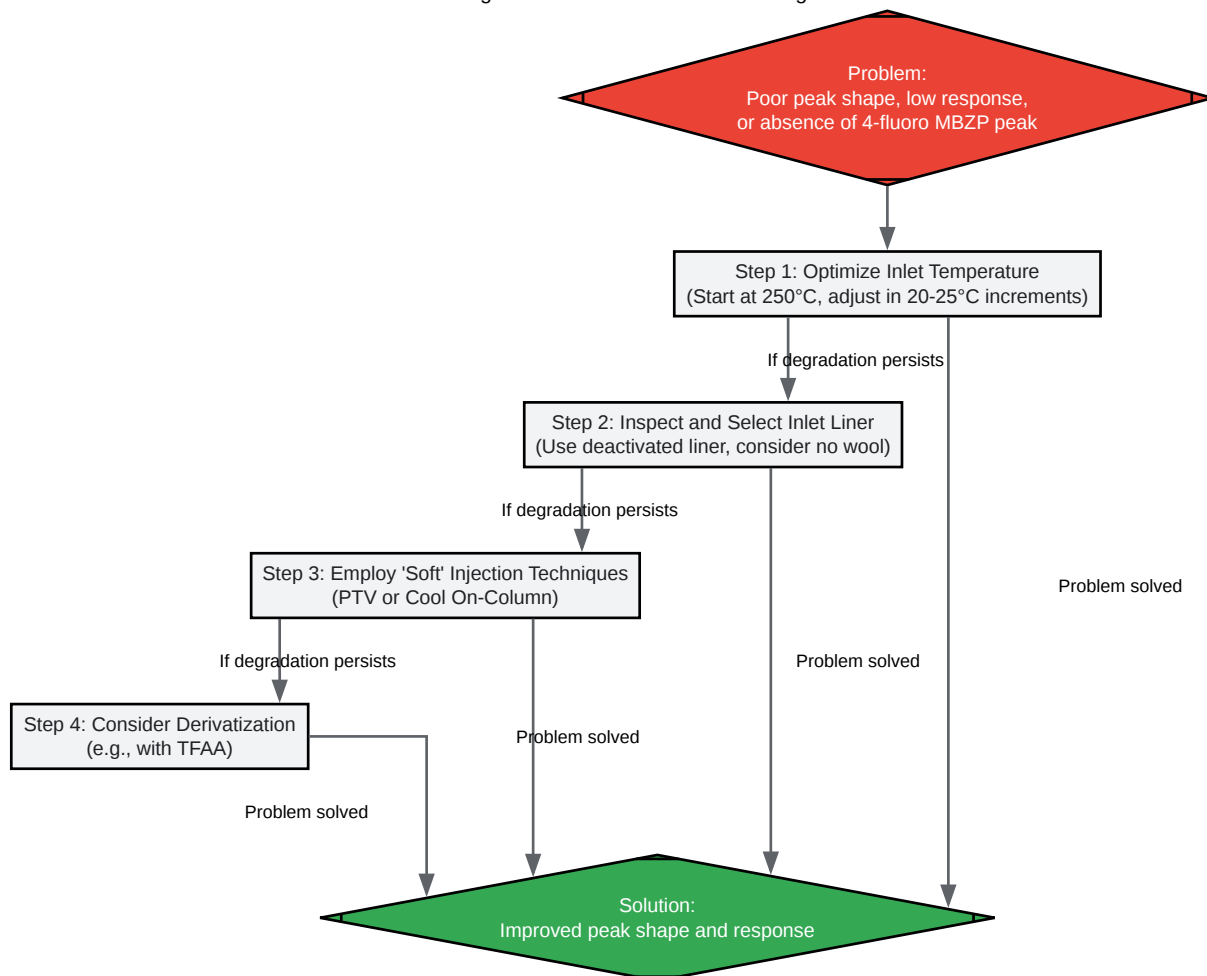 Problem:
Poor peak shape, low response,
or absence of 4-fluoro MBZP peak
Step 1: Optimize Inlet Temperature
(Start at 250°C, adjust in 20-25°C increments)
If degradation persists
Step 2: Inspect and Select Inlet Liner
(Use deactivated liner, consider no wool)
If degradation persists
Step 3: Employ 'Soft' Injection Techniques
(PTV or Cool On-Column)
Problem solved
If degradation persists
Problem solved
Step 4: Consider Derivatization
(e.g., with TFAA)
Problem solved
Problem solved
Solution:
Improved peak shape and response